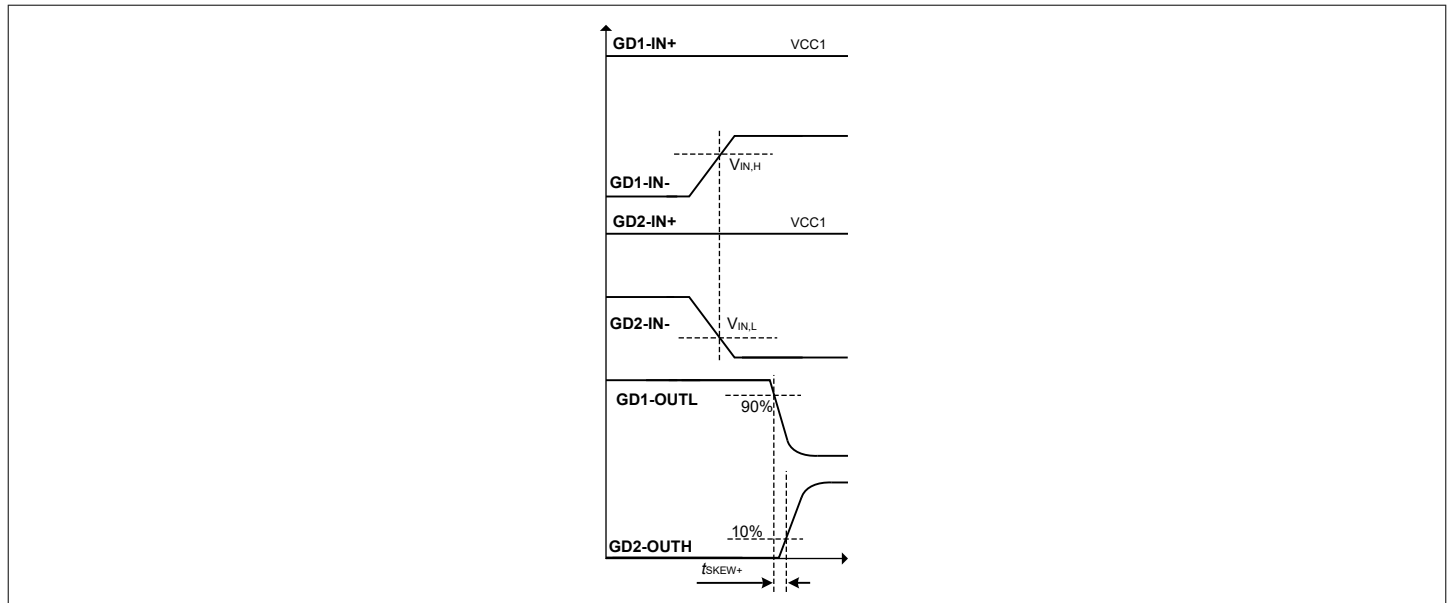 GD1-IN+ VCC1
VIN,H
GD1-IN-
GD2-IN+ VCC1
GD2-IN- VIN,L
GD1-OUTL
90%
10%
GD2-OUTH
tSKEW+